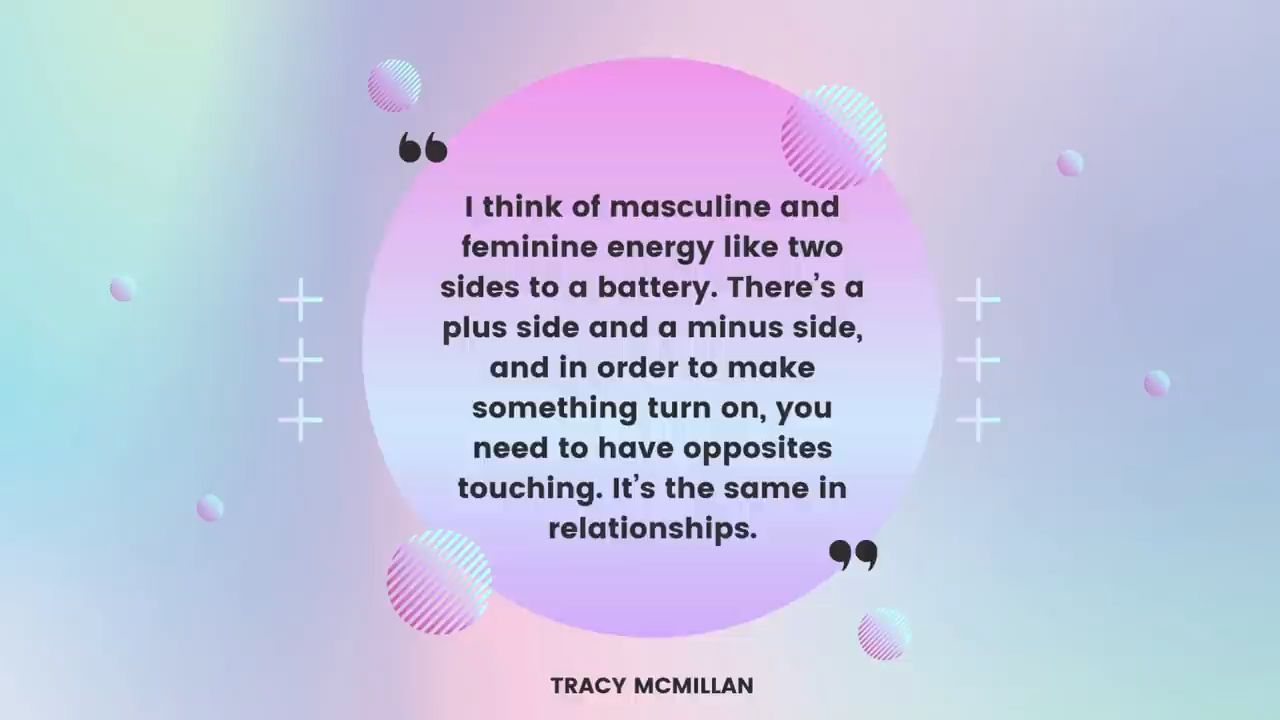 “
I think of masculine and
feminine energy like two
sides to a battery. There’s a
plus side and a minus side,
and in order to make
something turn on, you
need to have opposites
touching. It’s the same in
relationships.
”
TRACY MCMILLAN